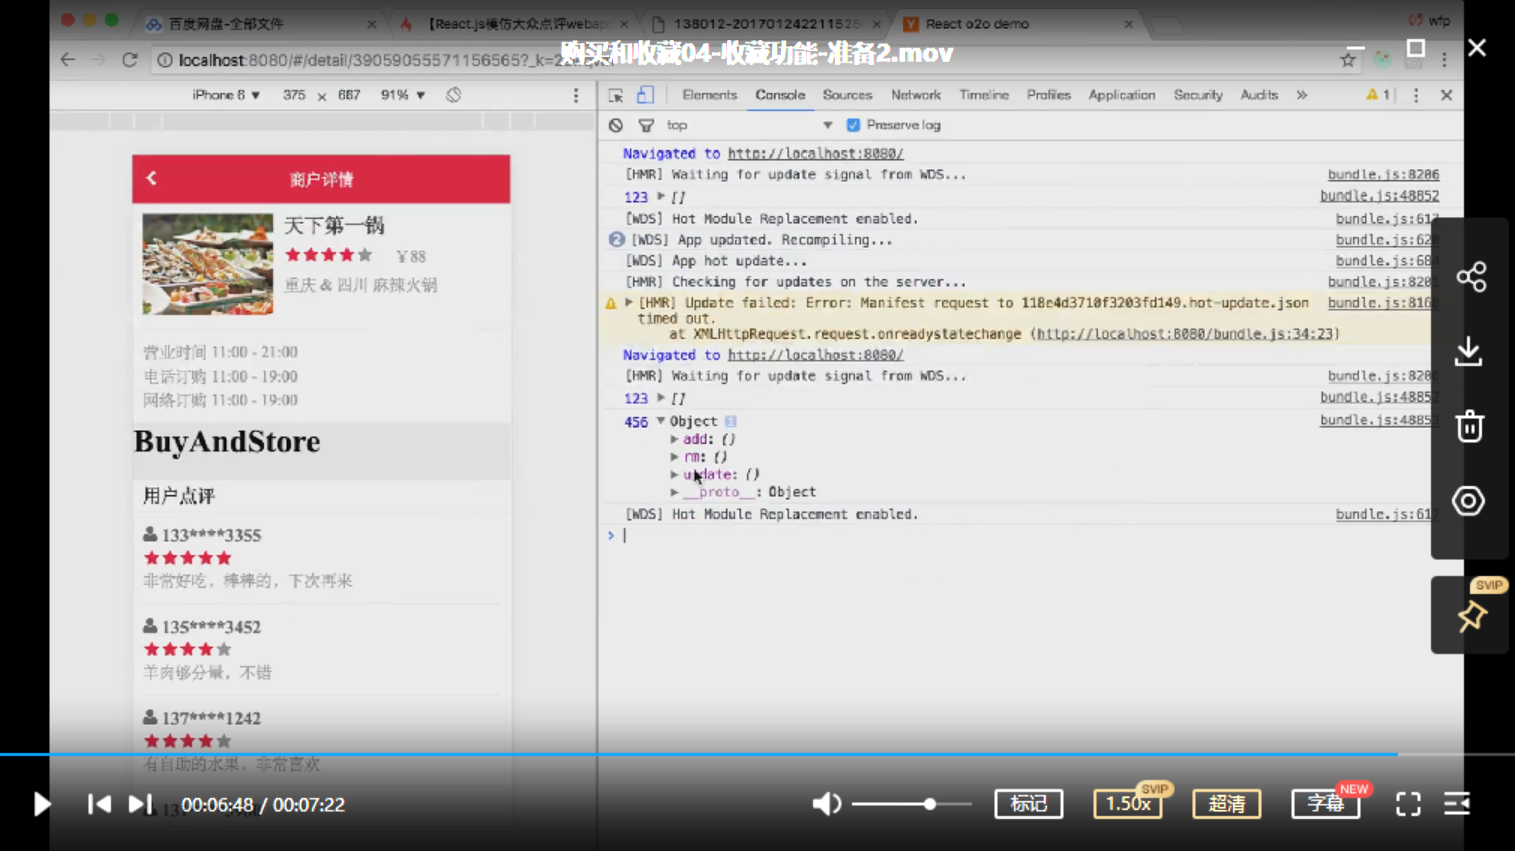 百度网盘-全部文件
【React.js模仿大众点评webap
138012-20170124221152
React o2o demo
wfp
localhost:8080/#/detail/39059055571156565?_k=2
购买和收藏04-收藏功能-准备2.mov
iPhone 6 ▼ 375 × 667 91% ▼
Elements Console Sources Network Timeline Profiles Application Security Audits » 1
top ▼ Preserve log
商户详情
天下第一锅
¥88
重庆 & 四川 麻辣火锅
营业时间 11:00 - 21:00
电话订购 11:00 - 19:00
网络订购 11:00 - 19:00
BuyAndStore
用户点评
133****3355
非常好吃，棒棒的，下次再来
135****3452
羊肉够分量，不错
137****1242
有自助的水果，非常喜欢
Navigated to http://localhost:8080/
[HMR] Waiting for update signal from WDS... bundle.js:8206
123 ▶ [] bundle.js:48852
[WDS] Hot Module Replacement enabled. bundle.js:617
2 [WDS] App updated. Recompiling... bundle.js:620
[WDS] App hot update... bundle.js:684
[HMR] Checking for updates on the server... bundle.js:8201
▶ [HMR] Update failed: Error: Manifest request to 118e4d3710f3203fd149.hot-update.json bundle.js:8168
timed out.
at XMLHttpRequest.request.onreadystatechange (http://localhost:8080/bundle.js:34:23)
Navigated to http://localhost:8080/
[HMR] Waiting for update signal from WDS... bundle.js:8206
123 ▶ [] bundle.js:48852
456 ▼ Object bundle.js:48853
▶ add: ()
▶ rm: ()
▶ update: ()
▶ __proto__: Object
[WDS] Hot Module Replacement enabled. bundle.js:617
>
SVIP
00:06:48 / 00:07:22
标记
1.50x
SVIP
超清
字幕
NEW